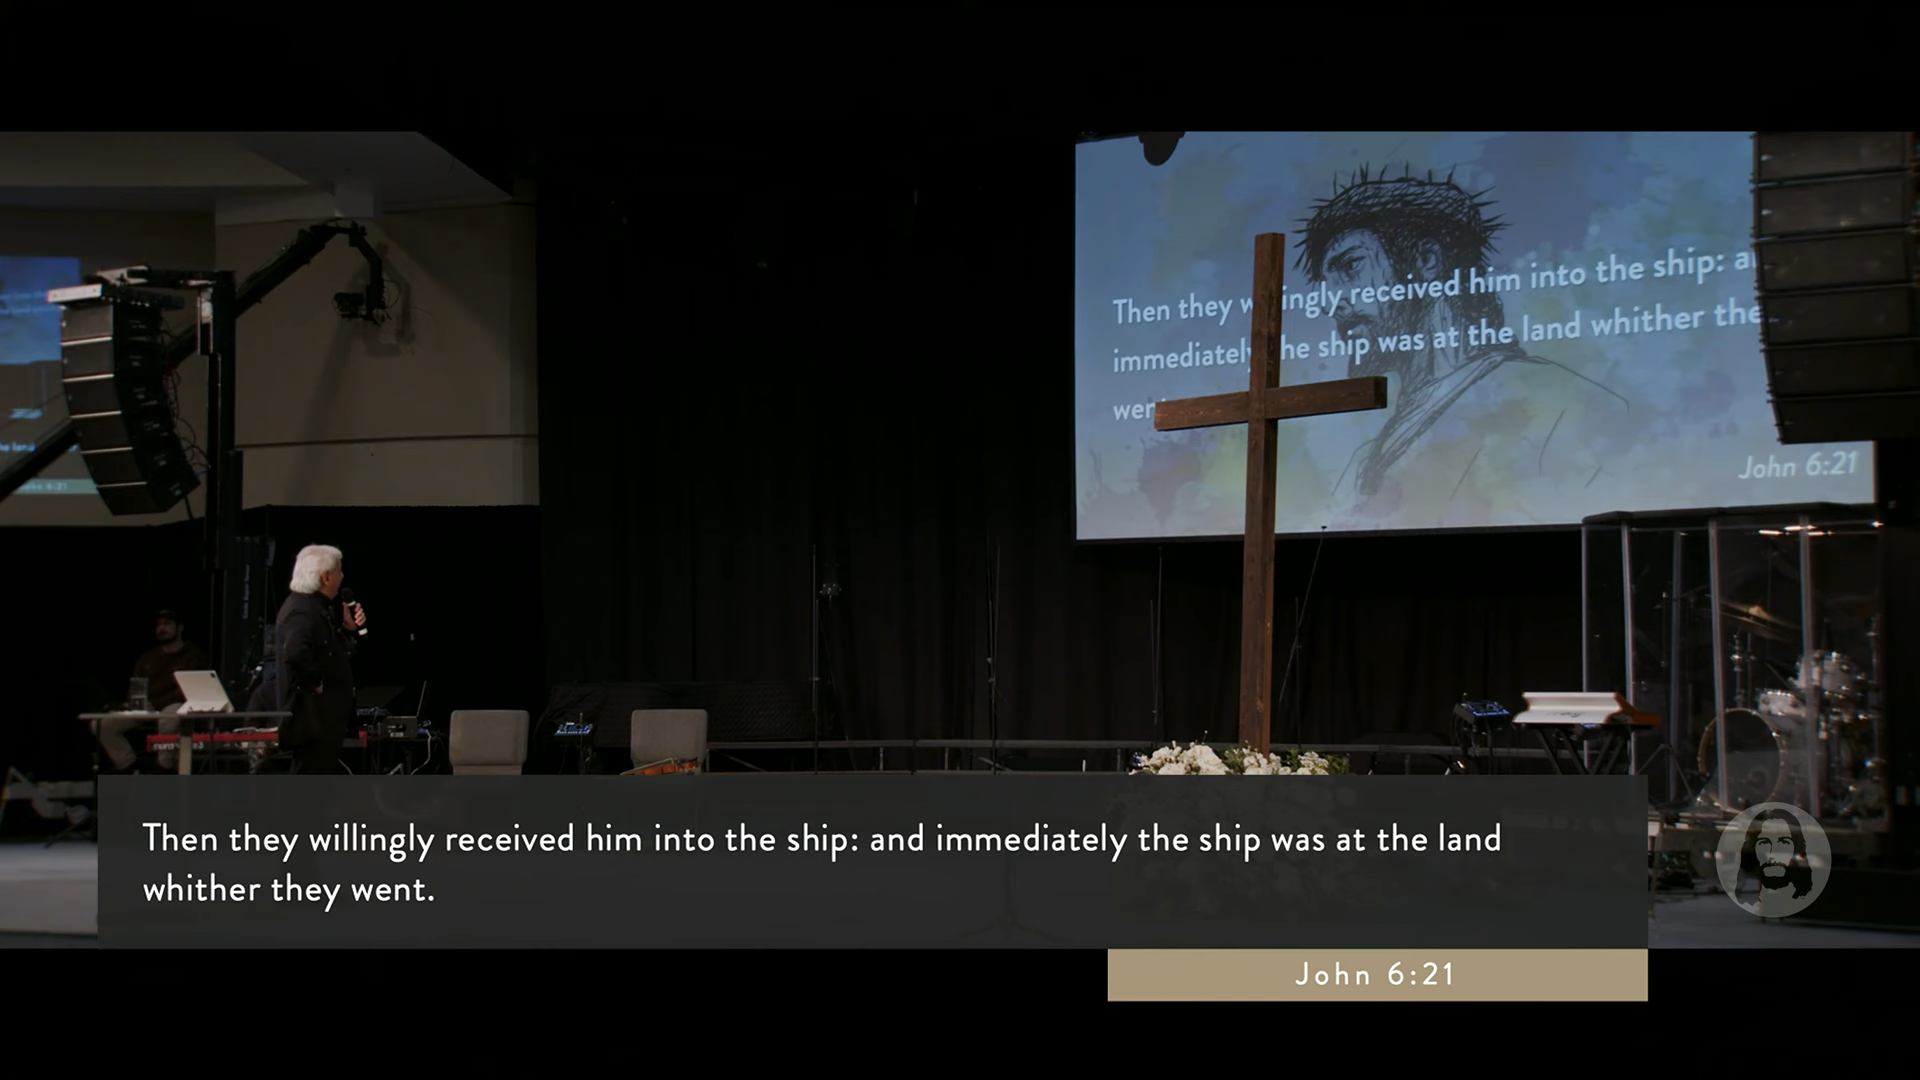 Then they w ingly received him into the ship: a
immediately he ship was at the land whither the
wer
John 6:21
Then they willingly received him into the ship: and immediately the ship was at the land
whither they went.
John 6:21